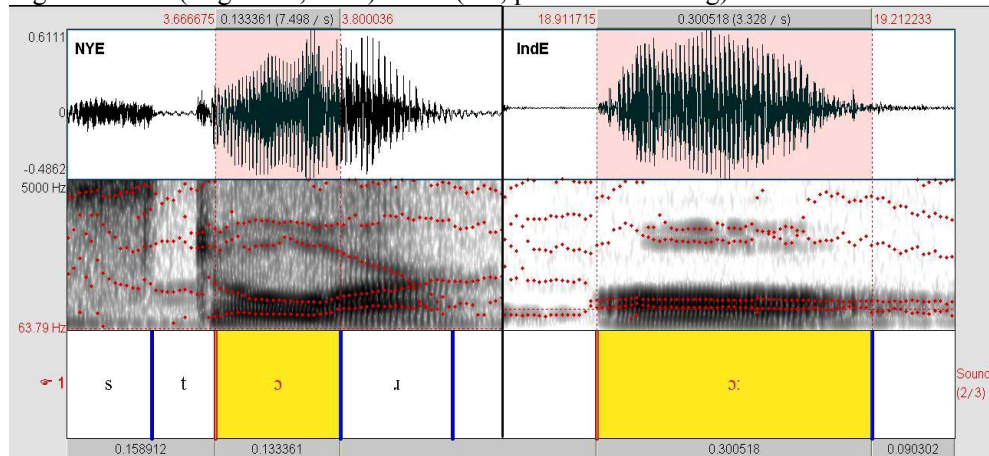 3.666675 0.133361 (7.498 / s) 3.800036 18.911715 0.300518 (3.328 / s) 19.212233
0.6111
NYE IndE
0
-0.4862
5000 Hz
63.79 Hz
☞ 1 s t ɔ ɹ ɔː Sound
(2/3)
0.158912 0.133361 0.300518 0.090302